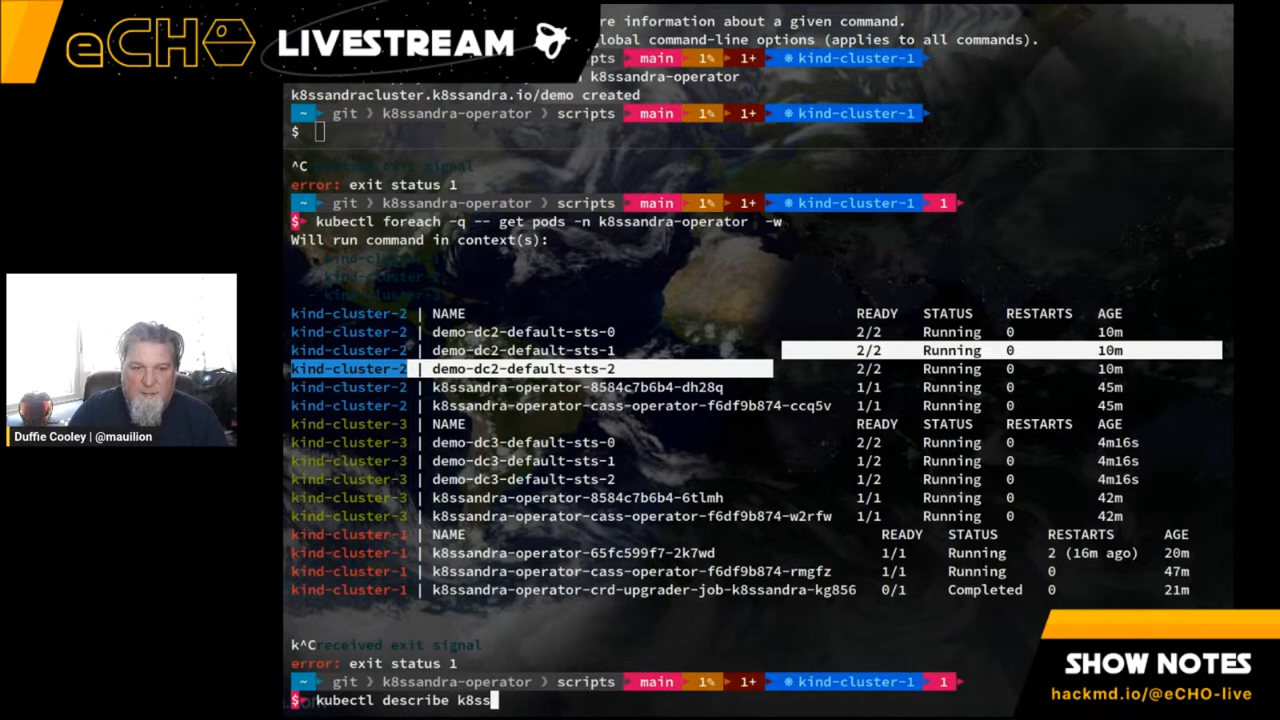 eCHO LIVESTREAM
re information about a given command.
lobal command-line options (applies to all commands).
pts main 1✎ 1+ ⎈ kind-cluster-1
k8ssandra-operator
k8ssandracluster.k8ssandra.io/demo created
~ git ❯ k8ssandra-operator ❯ scripts main 1✎ 1+ ⎈ kind-cluster-1
$
^C received exit signal
error: exit status 1
~ git ❯ k8ssandra-operator ❯ scripts main 1✎ 1+ ⎈ kind-cluster-1 1
$ kubectl foreach -q -- get pods -n k8ssandra-operator -w
Will run command in context(s):
- kind-cluster-1
- kind-cluster-2
- kind-cluster-3
kind-cluster-2 | NAME READY STATUS RESTARTS AGE
kind-cluster-2 | demo-dc2-default-sts-0 2/2 Running 0 10m
kind-cluster-2 | demo-dc2-default-sts-1 2/2 Running 0 10m
kind-cluster-2 | demo-dc2-default-sts-2 2/2 Running 0 10m
kind-cluster-2 | k8ssandra-operator-8584c7b6b4-dh28q 1/1 Running 0 45m
kind-cluster-2 | k8ssandra-operator-cass-operator-f6df9b874-ccq5v 1/1 Running 0 45m
kind-cluster-3 | NAME READY STATUS RESTARTS AGE
kind-cluster-3 | demo-dc3-default-sts-0 2/2 Running 0 4m16s
kind-cluster-3 | demo-dc3-default-sts-1 1/2 Running 0 4m16s
kind-cluster-3 | demo-dc3-default-sts-2 1/2 Running 0 4m16s
kind-cluster-3 | k8ssandra-operator-8584c7b6b4-6tlmh 1/1 Running 0 42m
kind-cluster-3 | k8ssandra-operator-cass-operator-f6df9b874-w2rfw 1/1 Running 0 42m
kind-cluster-1 | NAME READY STATUS RESTARTS AGE
kind-cluster-1 | k8ssandra-operator-65fc599f7-2k7wd 1/1 Running 2 (16m ago) 20m
kind-cluster-1 | k8ssandra-operator-cass-operator-f6df9b874-rmgfz 1/1 Running 0 47m
kind-cluster-1 | k8ssandra-operator-crd-upgrader-job-k8ssandra-kg856 0/1 Completed 0 21m
k^Creceived exit signal
error: exit status 1
~ git ❯ k8ssandra-operator ❯ scripts main 1✎ 1+ ⎈ kind-cluster-1 1
$ kubectl describe k8ss
Duffie Cooley | @mauilion
SHOW NOTES
hackmd.io/@eCHO-live